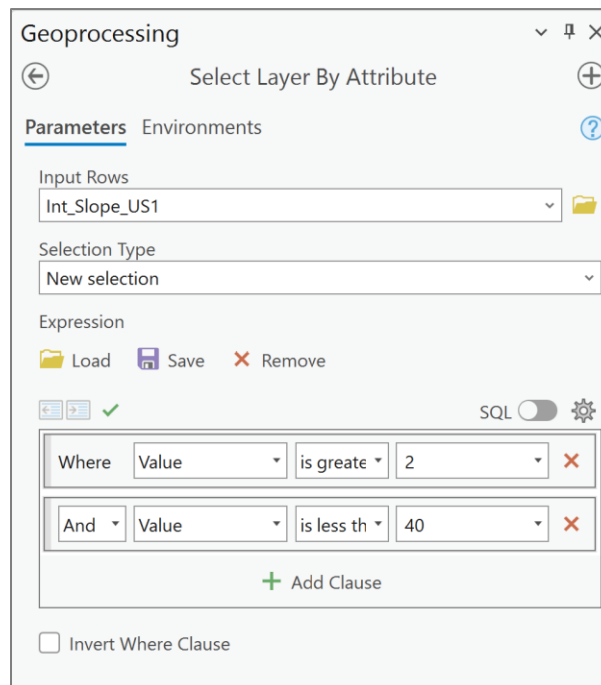 Geoprocessing
Select Layer By Attribute
Parameters Environments
Input Rows
Int_Slope_US1
Selection Type
New selection
Expression
Load Save Remove
SQL
Where Value is greate 2
And Value is less th 40
Add Clause
Invert Where Clause